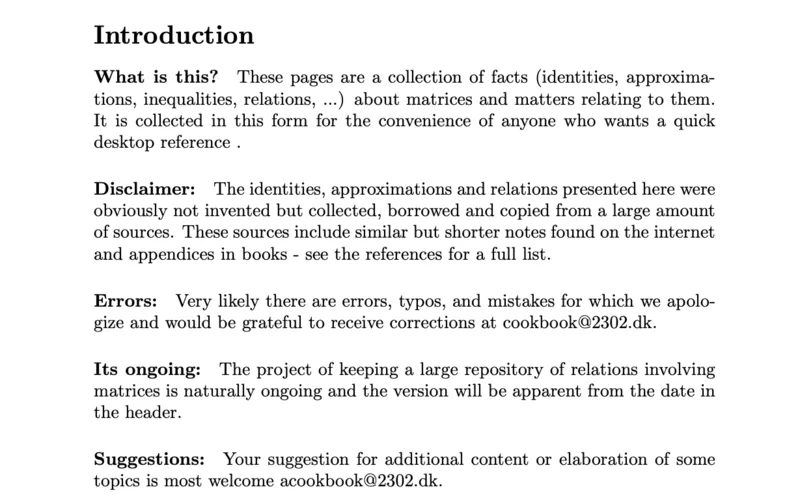 Introduction
What is this? These pages are a collection of facts (identities, approxima-
tions, inequalities, relations, ...) about matrices and matters relating to them.
It is collected in this form for the convenience of anyone who wants a quick
desktop reference .
Disclaimer: The identities, approximations and relations presented here were
obviously not invented but collected, borrowed and copied from a large amount
of sources. These sources include similar but shorter notes found on the internet
and appendices in books - see the references for a full list.
Errors: Very likely there are errors, typos, and mistakes for which we apolo-
gize and would be grateful to receive corrections at cookbook@2302.dk.
Its ongoing: The project of keeping a large repository of relations involving
matrices is naturally ongoing and the version will be apparent from the date in
the header.
Suggestions: Your suggestion for additional content or elaboration of some
topics is most welcome acookbook@2302.dk.